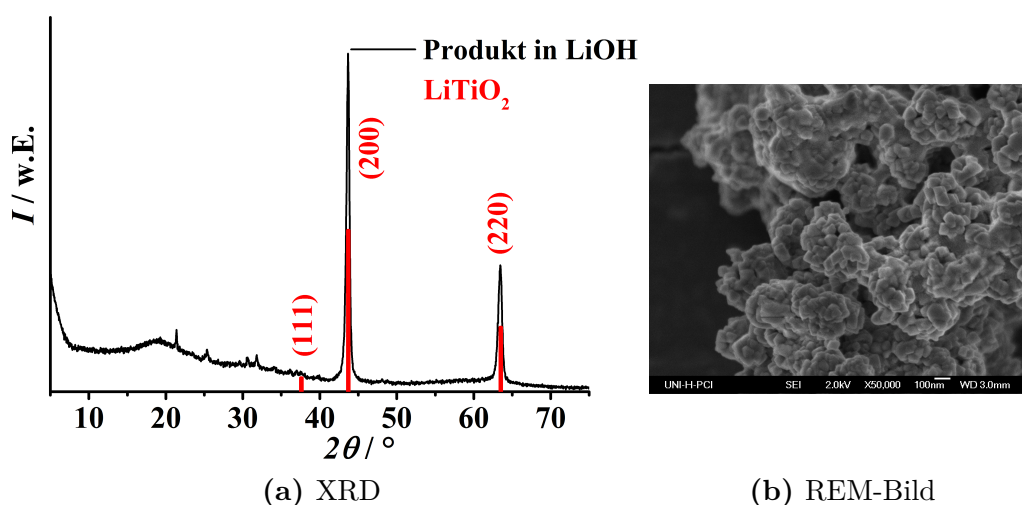 I / w.E.
Produkt in LiOH
LiTiO₂
(111)
(200)
(220)
10 20 30 40 50 60 70
2θ / °
UNI-H-PCI SEI 2.0kV X50,000 100nm WD 3.0mm
(a) XRD
(b) REM-Bild